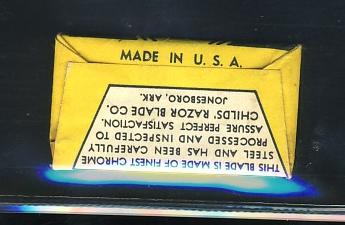 MADE IN U. S. A.
THIS BLADE IS MADE OF FINEST CHROME
STEEL AND HAS BEEN CAREFULLY
PROCESSED AND INSPECTED TO
ASSURE PERFECT SATISFACTION.
CHILDS' RAZOR BLADE CO.
JONESBORO, ARK.